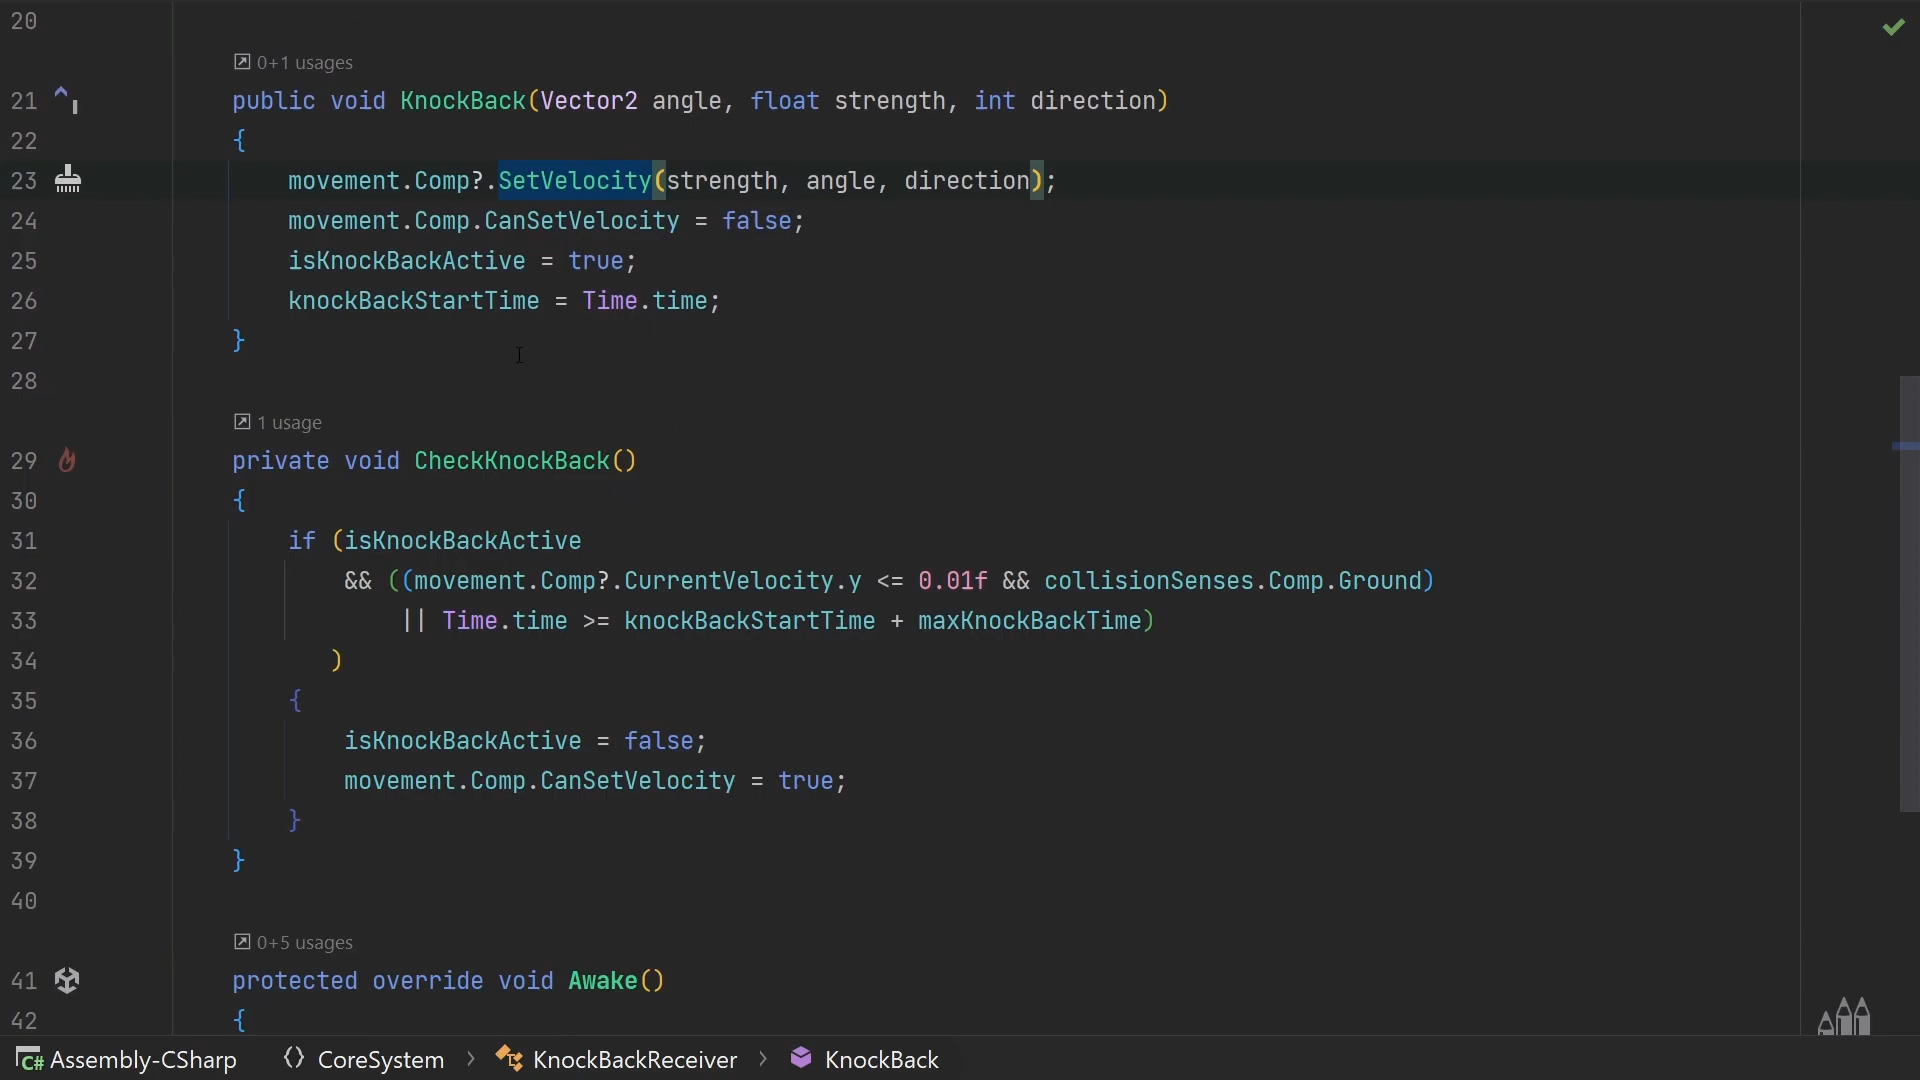 20
0+1 usages
21 public void KnockBack(Vector2 angle, float strength, int direction)
22 {
23 movement.Comp?.SetVelocity(strength, angle, direction);
24 movement.Comp.CanSetVelocity = false;
25 isKnockBackActive = true;
26 knockBackStartTime = Time.time;
27 }
28
1 usage
29 private void CheckKnockBack()
30 {
31 if (isKnockBackActive
32 && ((movement.Comp?.CurrentVelocity.y <= 0.01f && collisionSenses.Comp.Ground)
33 || Time.time >= knockBackStartTime + maxKnockBackTime)
34 )
35 {
36 isKnockBackActive = false;
37 movement.Comp.CanSetVelocity = true;
38 }
39 }
40
0+5 usages
41 protected override void Awake()
42 {
C# Assembly-CSharp {} CoreSystem > KnockBackReceiver > KnockBack